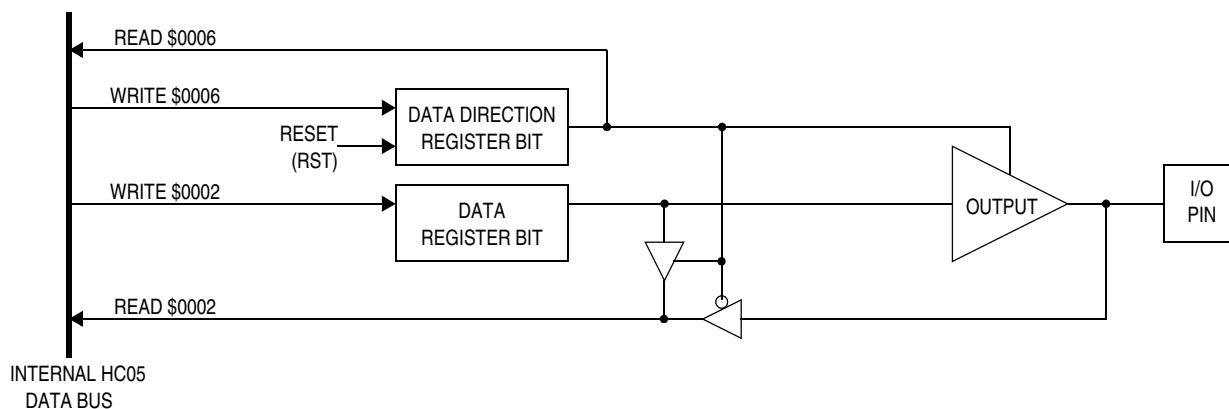 READ $0006
WRITE $0006
DATA DIRECTION
REGISTER BIT
RESET
(RST)
WRITE $0002
DATA
REGISTER BIT
OUTPUT
I/O
PIN
READ $0002
INTERNAL HC05
DATA BUS